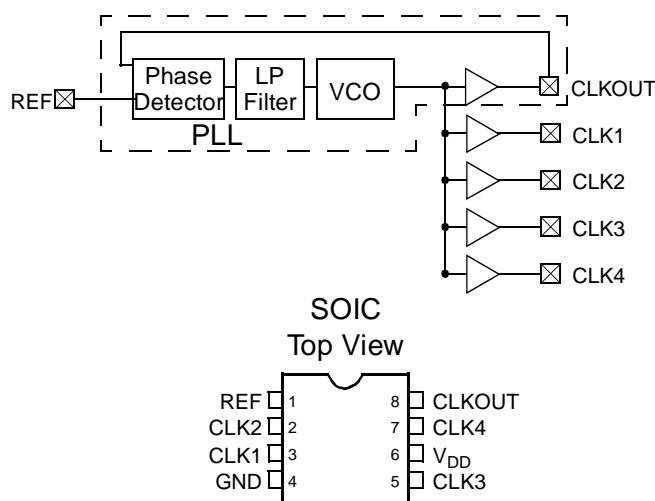 REF
Phase
Detector
LP
Filter
VCO
PLL
CLKOUT
CLK1
CLK2
CLK3
CLK4
SOIC
Top View
REF 1 8 CLKOUT
CLK2 2 7 CLK4
CLK1 3 6 VDD
GND 4 5 CLK3